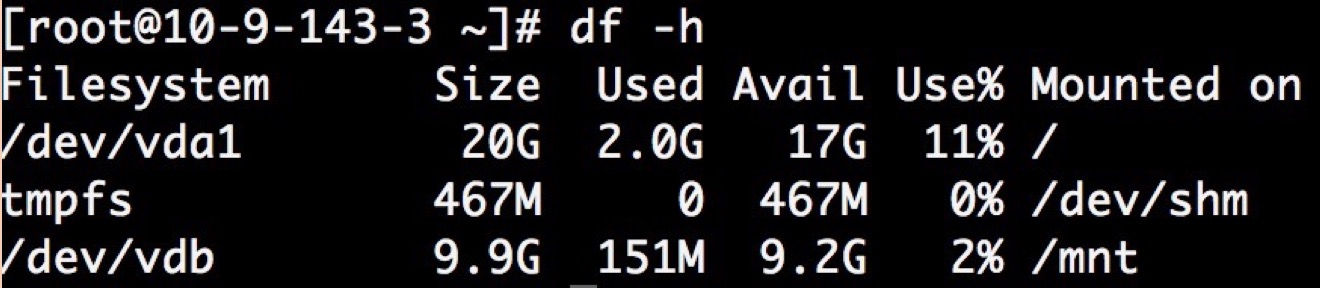 [root@10-9-143-3 ~]# df -h
Filesystem      Size  Used Avail Use% Mounted on
/dev/vda1        20G  2.0G   17G  11% /
tmpfs           467M     0  467M   0% /dev/shm
/dev/vdb        9.9G  151M  9.2G   2% /mnt